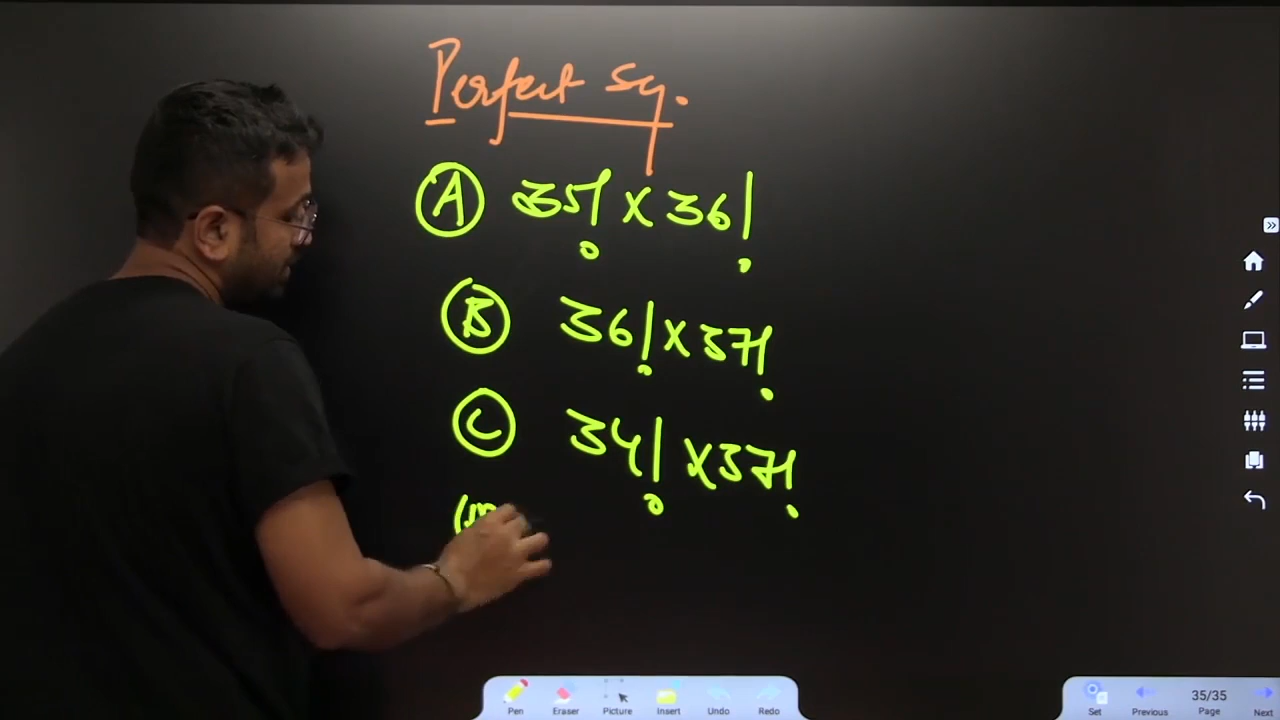 Perfect Sq.
A 35! × 36!
B 36! × 37!
C 34! × 37!
Pen Eraser Picture Insert Undo Redo
Set Previous 35/35 Page Next